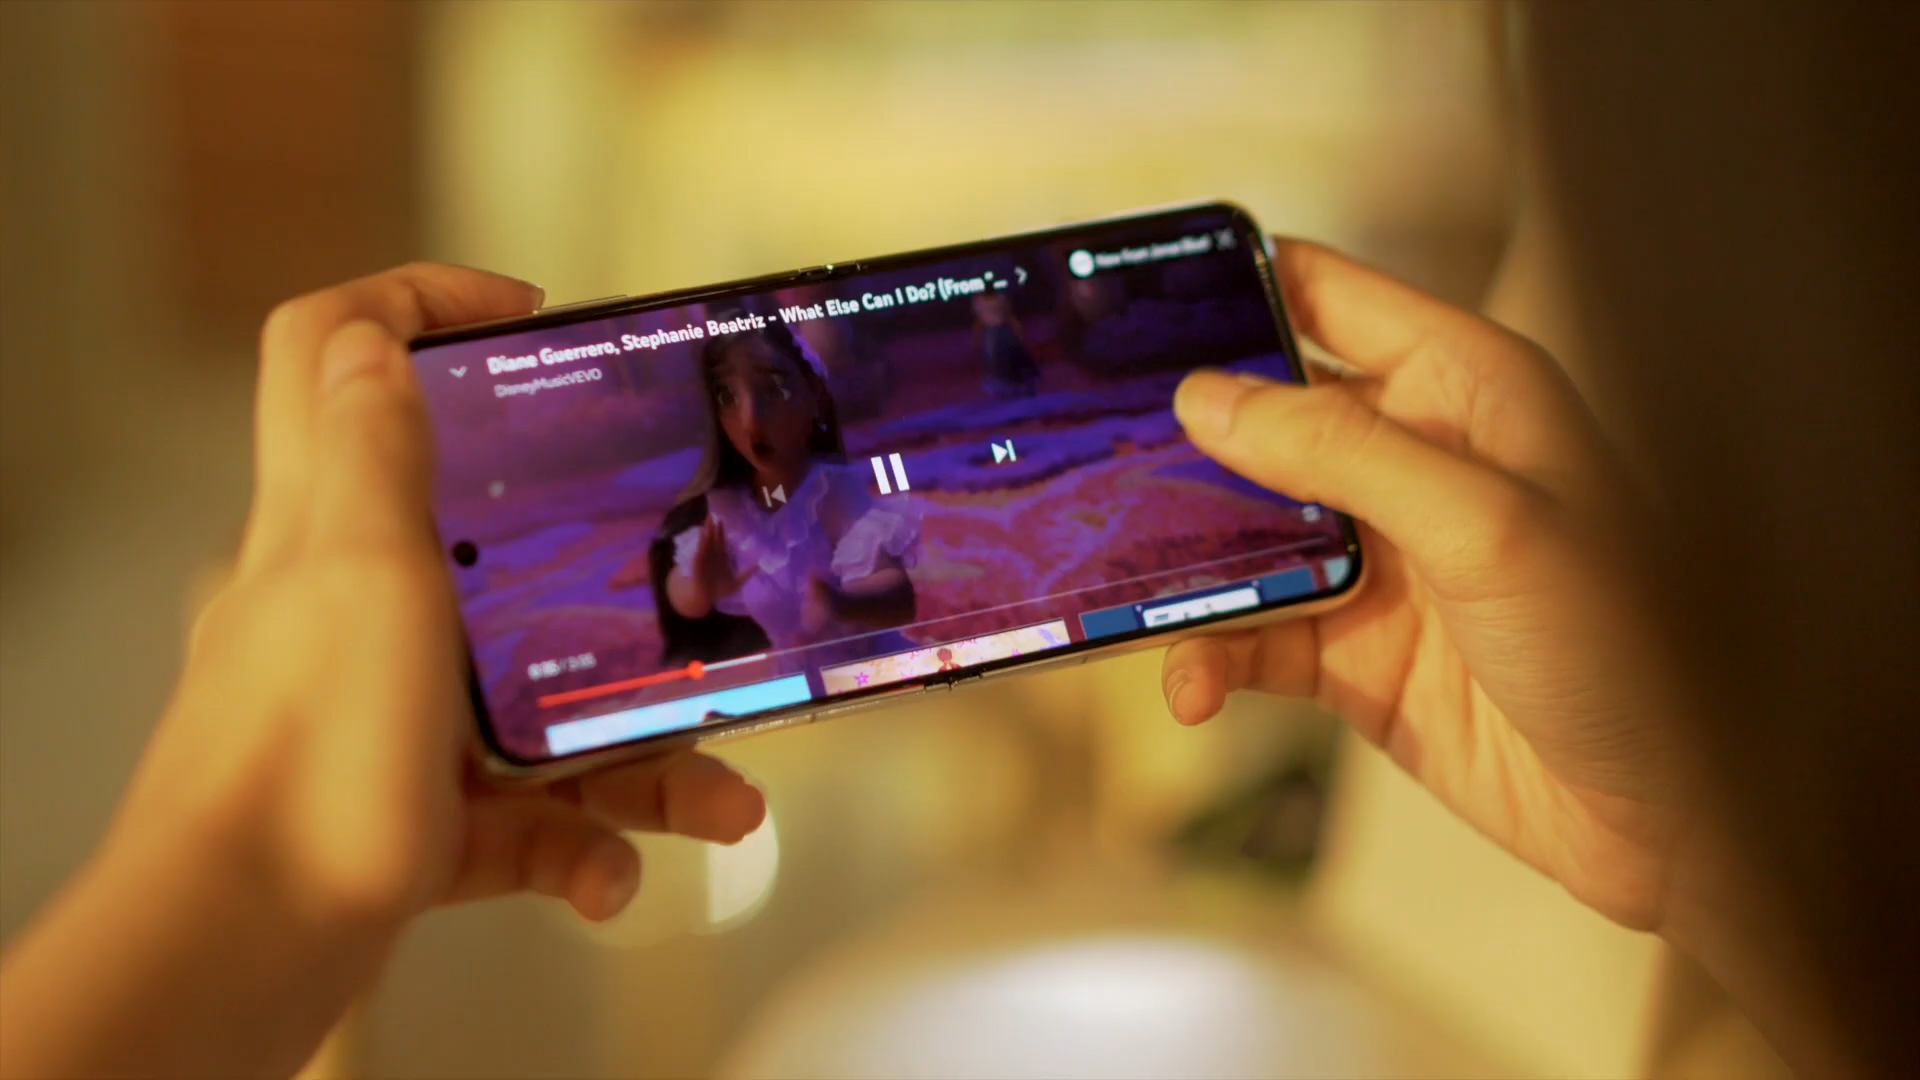 Diane Guerrero, Stephanie Beatriz - What Else Can I Do? (From "...
DisneyMusicVEVO